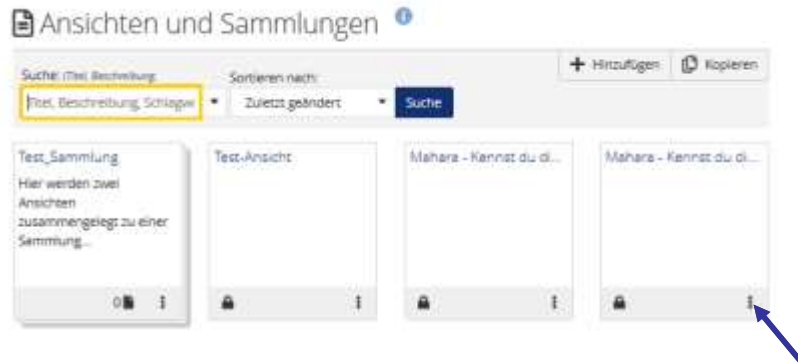 Ansichten und Sammlungen
+ Hinzufügen Kopieren
Suche: (Titel, Beschreibung, Sortieren nach:
Titel, Beschreibung, Schlagw Zuletzt geändert Suche
Test_Sammlung Test-Ansicht Mahara - Kennst du di... Mahara - Kennst du di...
Hier werden zwei
Ansichten
zusammengelegt zu einer
Sammlung...
0